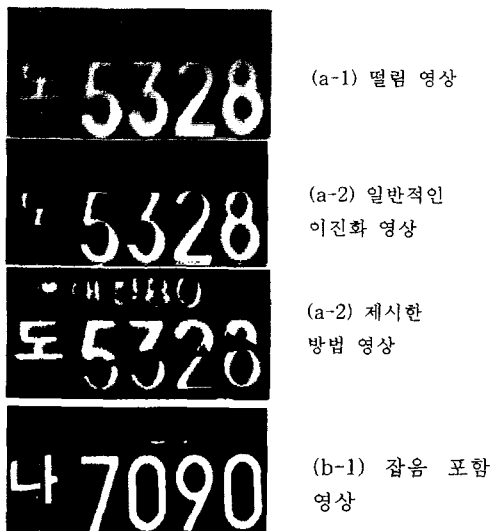 5328
(a-1) 떨림 영상
5328
(a-2) 일반적인
이진화 영상
도 5328
(a-2) 제시한
방법 영상
나 7090
(b-1) 잡음 포함
영상